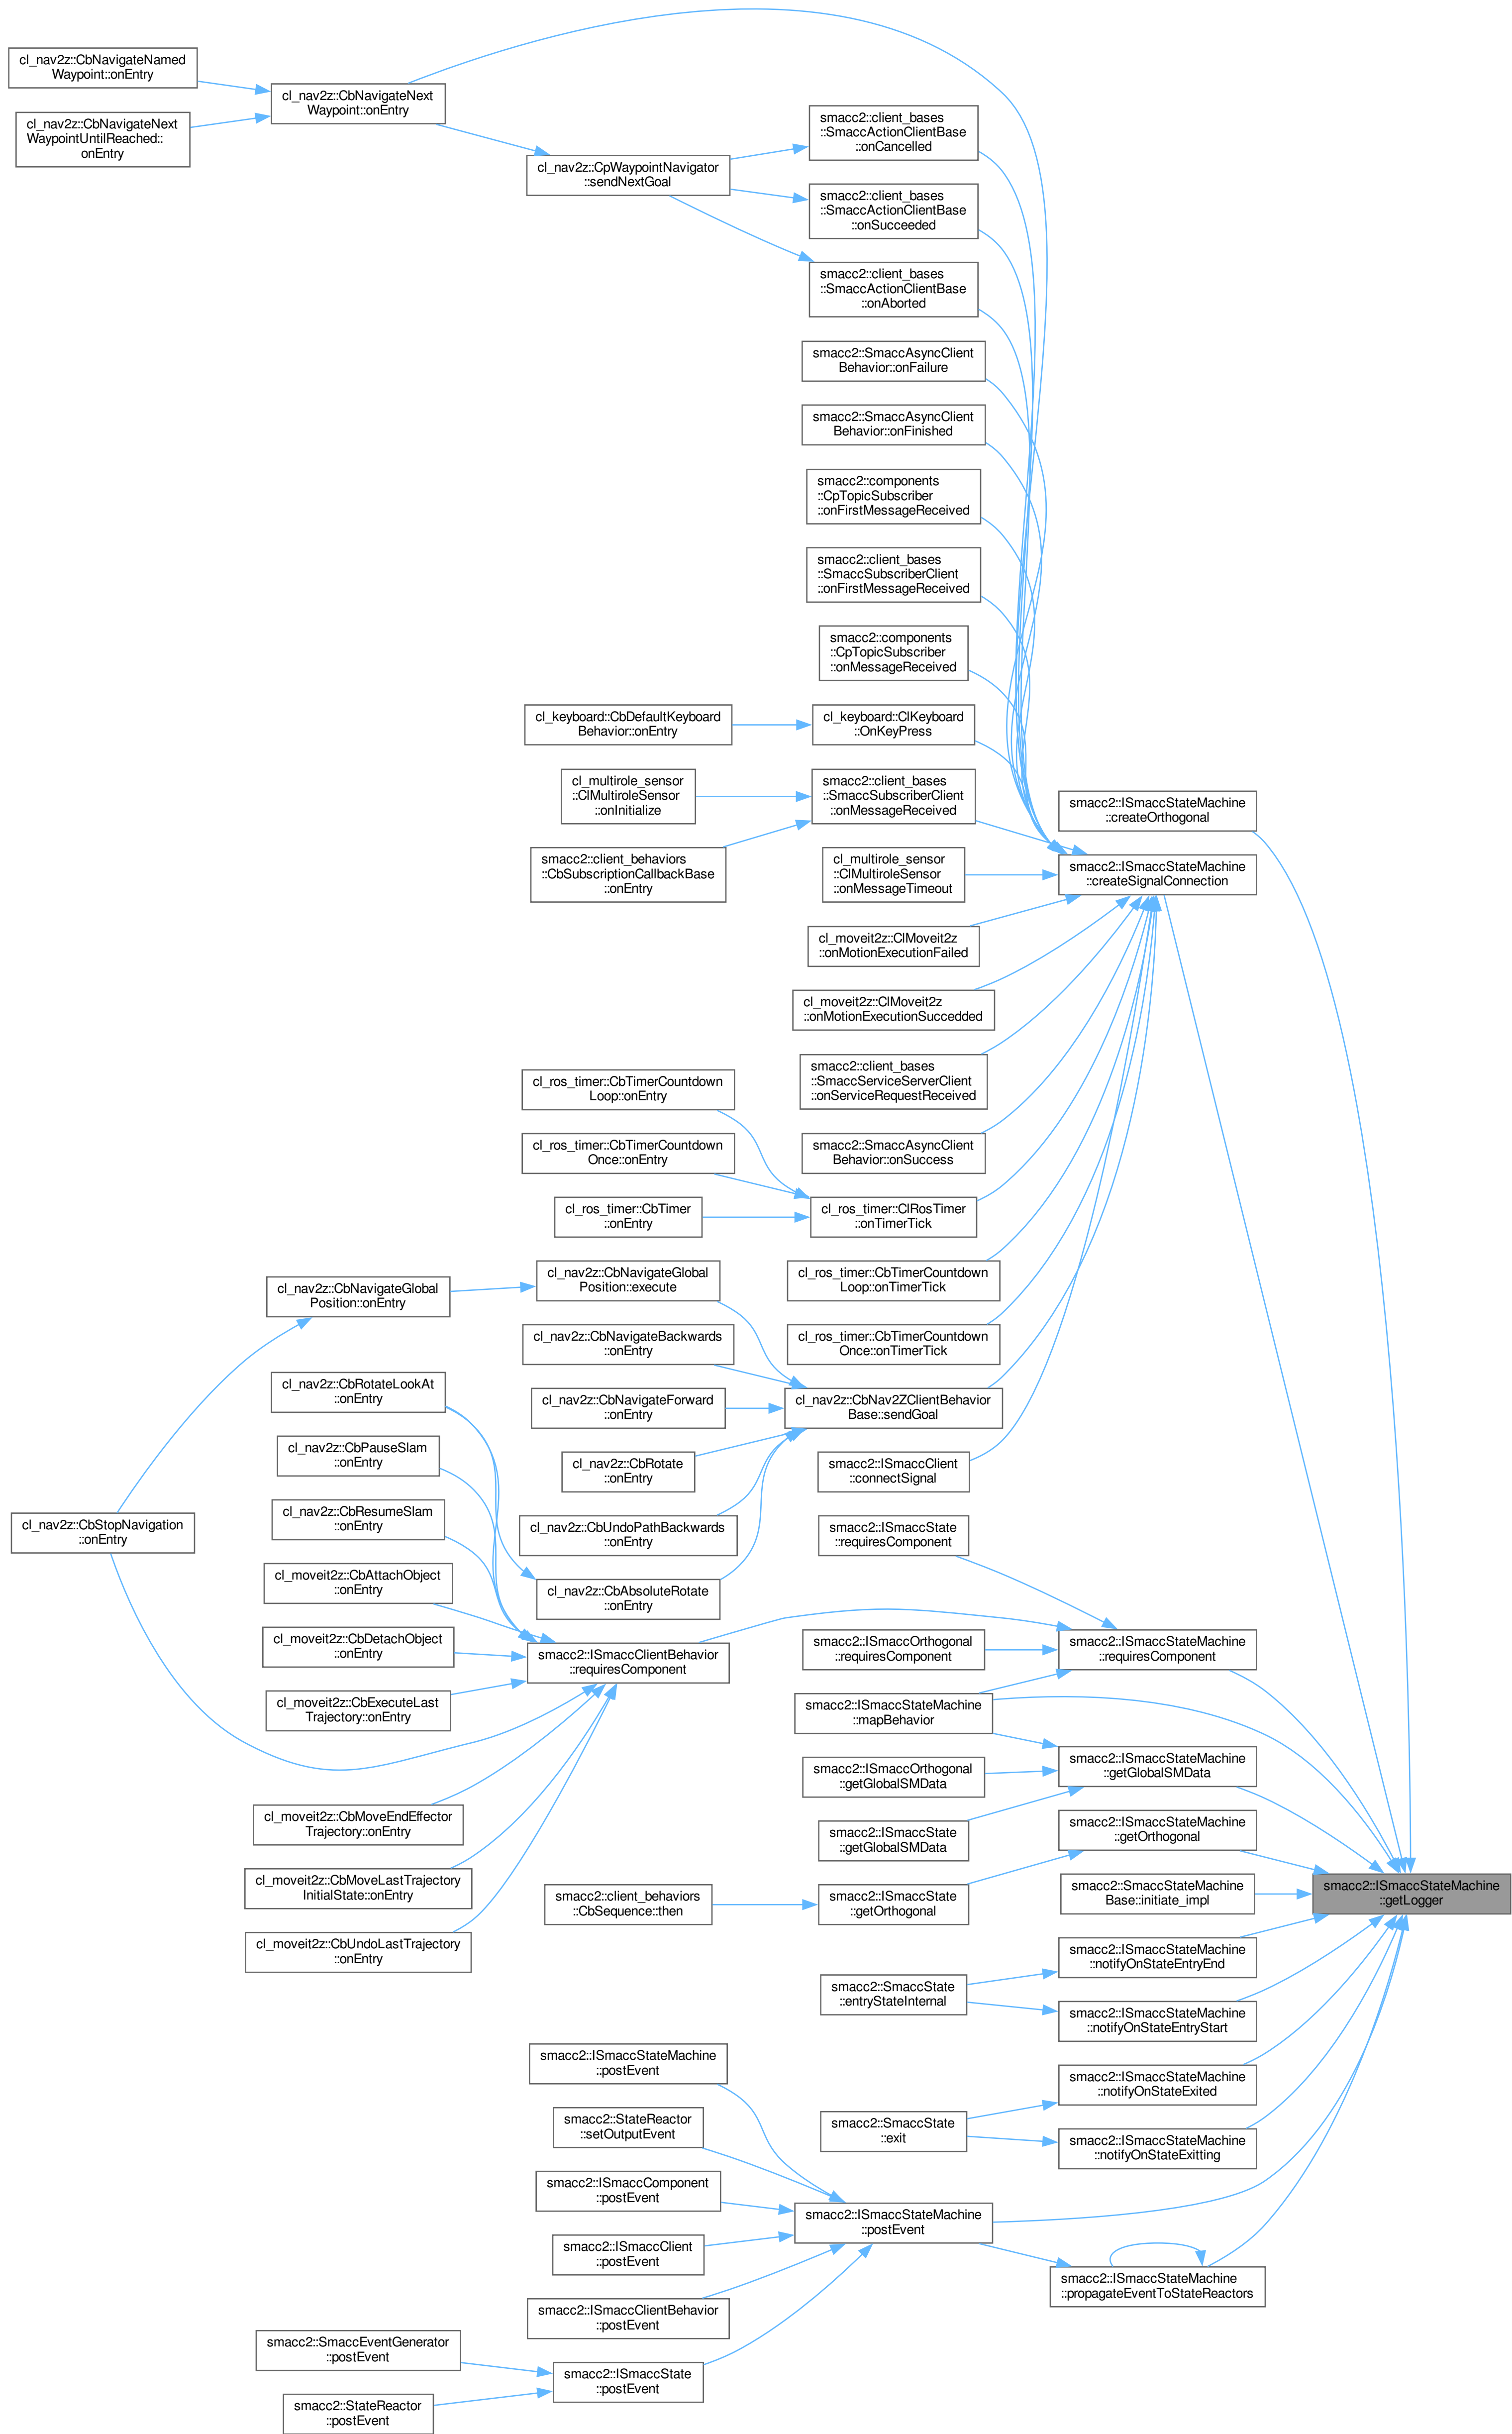 cl_nav2z::CbNavigateNamed
Waypoint::onEntry
cl_nav2z::CbNavigateNext
WaypointUntilReached::
onEntry
cl_nav2z::CbNavigateNext
Waypoint::onEntry
cl_nav2z::CpWaypointNavigator
::sendNextGoal
smacc2::client_bases
::SmaccActionClientBase
::onCancelled
smacc2::client_bases
::SmaccActionClientBase
::onSucceeded
smacc2::client_bases
::SmaccActionClientBase
::onAborted
smacc2::SmaccAsyncClient
Behavior::onFailure
smacc2::SmaccAsyncClient
Behavior::onFinished
smacc2::components
::CpTopicSubscriber
::onFirstMessageReceived
smacc2::client_bases
::SmaccSubscriberClient
::onFirstMessageReceived
smacc2::components
::CpTopicSubscriber
::onMessageReceived
cl_keyboard::CbDefaultKeyboard
Behavior::onEntry
cl_keyboard::ClKeyboard
::OnKeyPress
cl_multirole_sensor
::ClMultiroleSensor
::onInitialize
smacc2::client_bases
::SmaccSubscriberClient
::onMessageReceived
smacc2::ISmaccStateMachine
::createOrthogonal
smacc2::client_behaviors
::CbSubscriptionCallbackBase
::onEntry
cl_multirole_sensor
::ClMultiroleSensor
::onMessageTimeout
smacc2::ISmaccStateMachine
::createSignalConnection
cl_moveit2z::ClMoveit2z
::onMotionExecutionFailed
cl_moveit2z::ClMoveit2z
::onMotionExecutionSuccedded
smacc2::client_bases
::SmaccServiceServerClient
::onServiceRequestReceived
cl_ros_timer::CbTimerCountdown
Loop::onEntry
cl_ros_timer::CbTimerCountdown
Once::onEntry
smacc2::SmaccAsyncClient
Behavior::onSuccess
cl_ros_timer::CbTimer
::onEntry
cl_ros_timer::ClRosTimer
::onTimerTick
cl_nav2z::CbNavigateGlobal
Position::onEntry
cl_nav2z::CbNavigateGlobal
Position::execute
cl_ros_timer::CbTimerCountdown
Loop::onTimerTick
cl_nav2z::CbNavigateBackwards
::onEntry
cl_ros_timer::CbTimerCountdown
Once::onTimerTick
cl_nav2z::CbRotateLookAt
::onEntry
cl_nav2z::CbNavigateForward
::onEntry
cl_nav2z::CbNav2ZClientBehavior
Base::sendGoal
cl_nav2z::CbPauseSlam
::onEntry
cl_nav2z::CbRotate
::onEntry
smacc2::ISmaccClient
::connectSignal
cl_nav2z::CbStopNavigation
::onEntry
cl_nav2z::CbResumeSlam
::onEntry
cl_nav2z::CbUndoPathBackwards
::onEntry
smacc2::ISmaccState
::requiresComponent
cl_moveit2z::CbAttachObject
::onEntry
cl_nav2z::CbAbsoluteRotate
::onEntry
cl_moveit2z::CbDetachObject
::onEntry
smacc2::ISmaccClientBehavior
::requiresComponent
smacc2::ISmaccOrthogonal
::requiresComponent
smacc2::ISmaccStateMachine
::requiresComponent
cl_moveit2z::CbExecuteLast
Trajectory::onEntry
smacc2::ISmaccStateMachine
::mapBehavior
smacc2::ISmaccOrthogonal
::getGlobalSMData
smacc2::ISmaccStateMachine
::getGlobalSMData
cl_moveit2z::CbMoveEndEffector
Trajectory::onEntry
smacc2::ISmaccState
::getGlobalSMData
smacc2::ISmaccStateMachine
::getOrthogonal
cl_moveit2z::CbMoveLastTrajectory
InitialState::onEntry
smacc2::client_behaviors
::CbSequence::then
smacc2::ISmaccState
::getOrthogonal
smacc2::SmaccStateMachine
Base::initiate_impl
smacc2::ISmaccStateMachine
::getLogger
cl_moveit2z::CbUndoLastTrajectory
::onEntry
smacc2::ISmaccStateMachine
::notifyOnStateEntryEnd
smacc2::SmaccState
::entryStateInternal
smacc2::ISmaccStateMachine
::notifyOnStateEntryStart
smacc2::ISmaccStateMachine
::postEvent
smacc2::ISmaccStateMachine
::notifyOnStateExited
smacc2::StateReactor
::setOutputEvent
smacc2::SmaccState
::exit
smacc2::ISmaccStateMachine
::notifyOnStateExitting
smacc2::ISmaccComponent
::postEvent
smacc2::ISmaccStateMachine
::postEvent
smacc2::ISmaccClient
::postEvent
smacc2::ISmaccStateMachine
::propagateEventToStateReactors
smacc2::ISmaccClientBehavior
::postEvent
smacc2::SmaccEventGenerator
::postEvent
smacc2::ISmaccState
::postEvent
smacc2::StateReactor
::postEvent